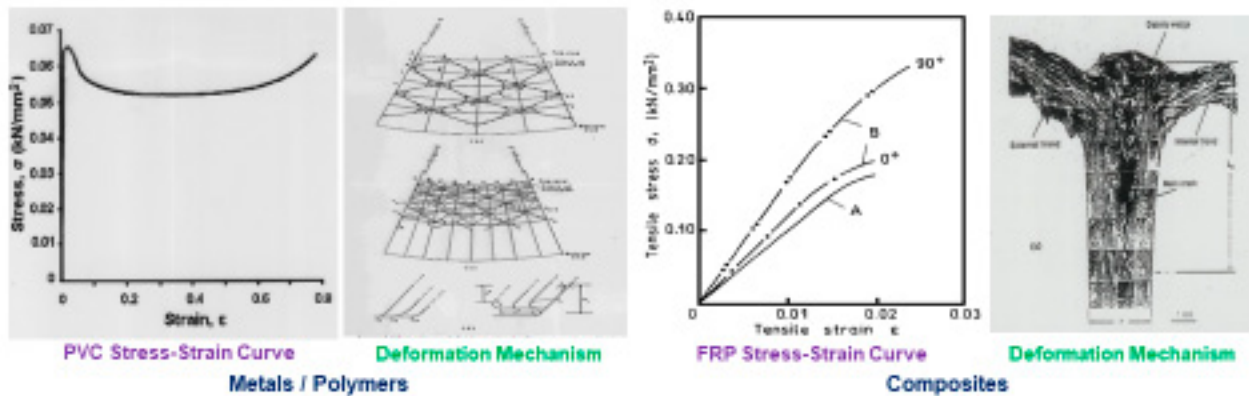 0.07
0.06
0.05
0.04
0.03
0.02
0.01
0
Stress, σ (kN/mm²)
0
0.2
0.4
0.6
0.8
Strain, ε
PVC Stress-Strain Curve
Deformation Mechanism
Metals / Polymers
0.40
0.30
0.20
0.10
Tensile stress σ, (kN/mm²)
90°
B
0°
A
0
0.01
0.02
0.03
Tensile strain ε
FRP Stress-Strain Curve
Deformation Mechanism
Composites